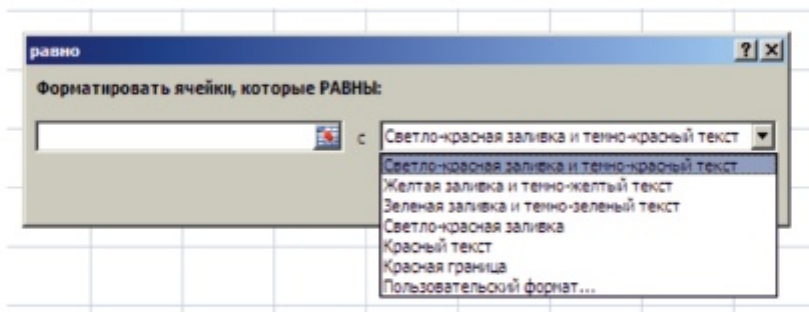 равно
Форматировать ячейки, которые РАВНЫ:
с Светло-красная заливка и темно-красный текст
Светло-красная заливка и темно-красный текст
Желтая заливка и темно-желтый текст
Зеленая заливка и темно-зеленый текст
Светло-красная заливка
Красный текст
Красная граница
Пользовательский формат...